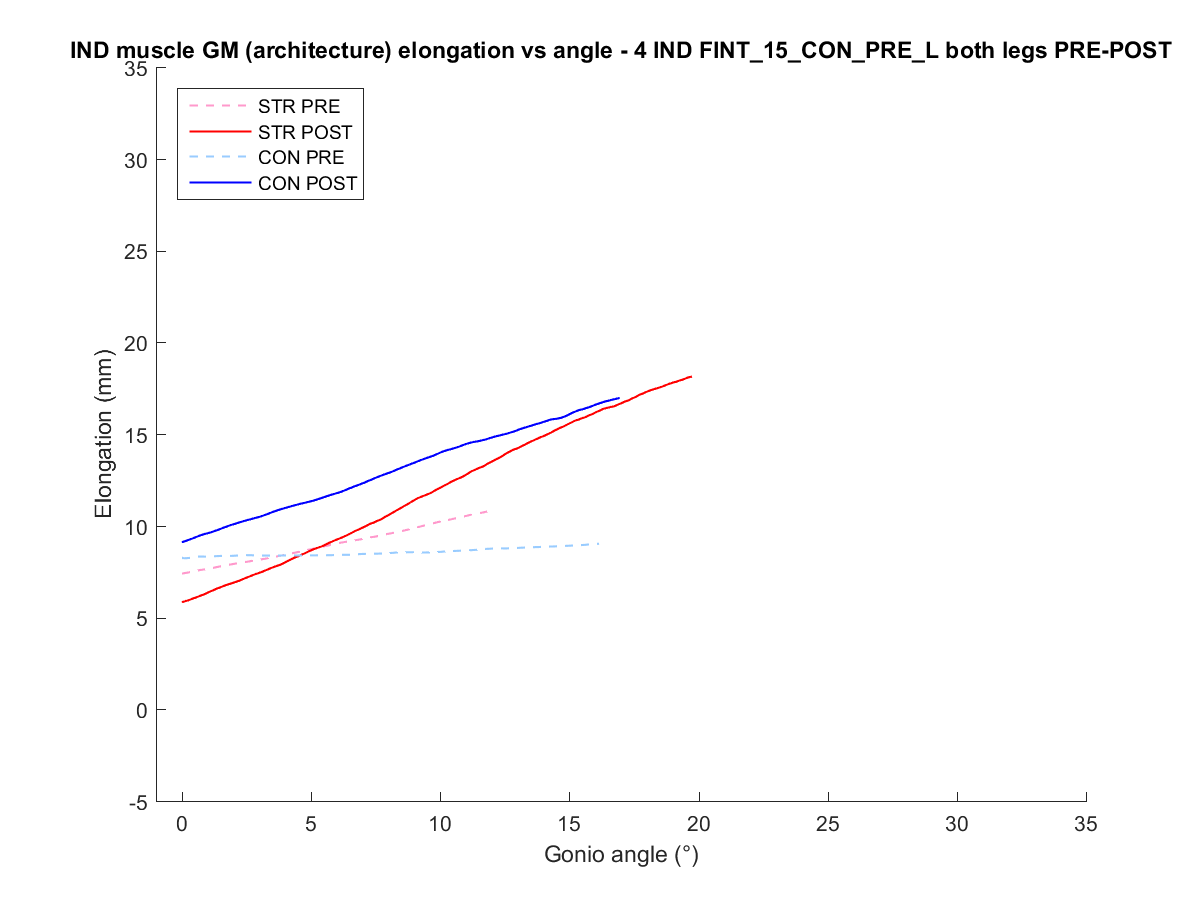 IND muscle GM (architecture) elongation vs angle - 4 IND FINT_15_CON_PRE_L both legs PRE-POST
35
30
25
20
15
10
5
0
-5
Elongation (mm)
STR PRE
STR POST
CON PRE
CON POST
0 5 10 15 20 25 30 35
Gonio angle (°)